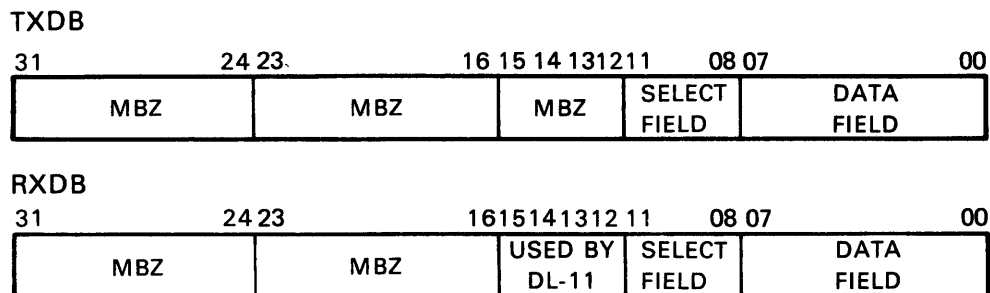 TXDB
31 24 23 16 15 14 13 12 11 08 07 00
MBZ MBZ MBZ SELECT FIELD DATA FIELD
RXDB
31 24 23 16 15 14 13 12 11 08 07 00
MBZ MBZ USED BY DL-11 SELECT FIELD DATA FIELD